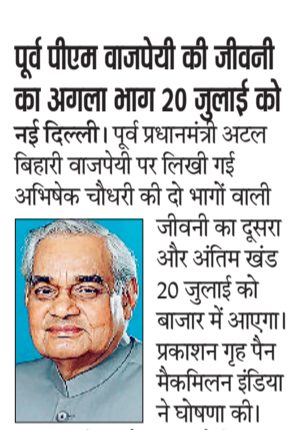 पूर्व पीएम वाजपेयी की जीवनी
का अगला भाग 20 जुलाई को
नई दिल्ली। पूर्व प्रधानमंत्री अटल
बिहारी वाजपेयी पर लिखी गई
अभिषेक चौधरी की दो भागों वाली
जीवनी का दूसरा
और अंतिम खंड
20 जुलाई को
बाजार में आएगा।
प्रकाशन गृह पैन
मैकमिलन इंडिया
ने घोषणा की।